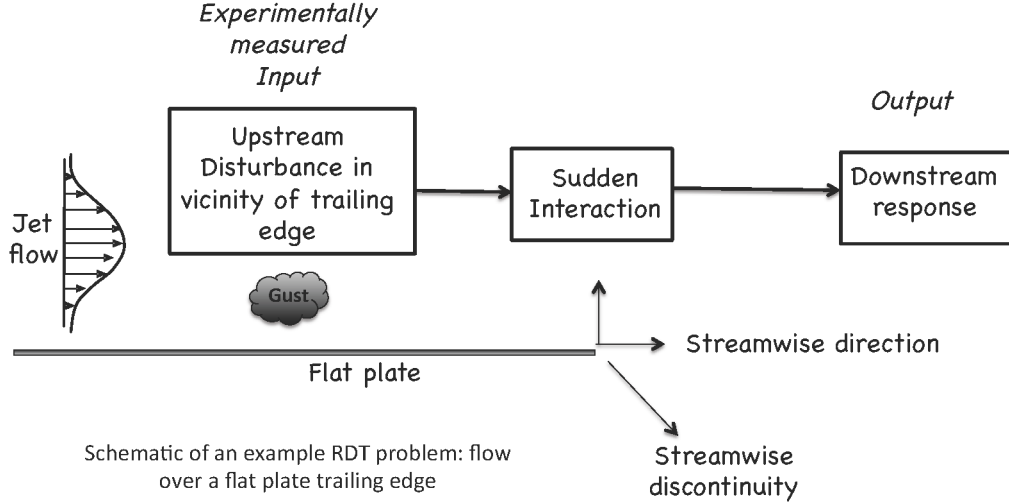 Experimentally
measured
Input
Output
Upstream
Disturbance in
vicinity of trailing
edge
Sudden
Interaction
Downstream
response
Jet
flow
Gust
Streamwise direction
Flat plate
Schematic of an example RDT problem: flow
over a flat plate trailing edge
Streamwise
discontinuity